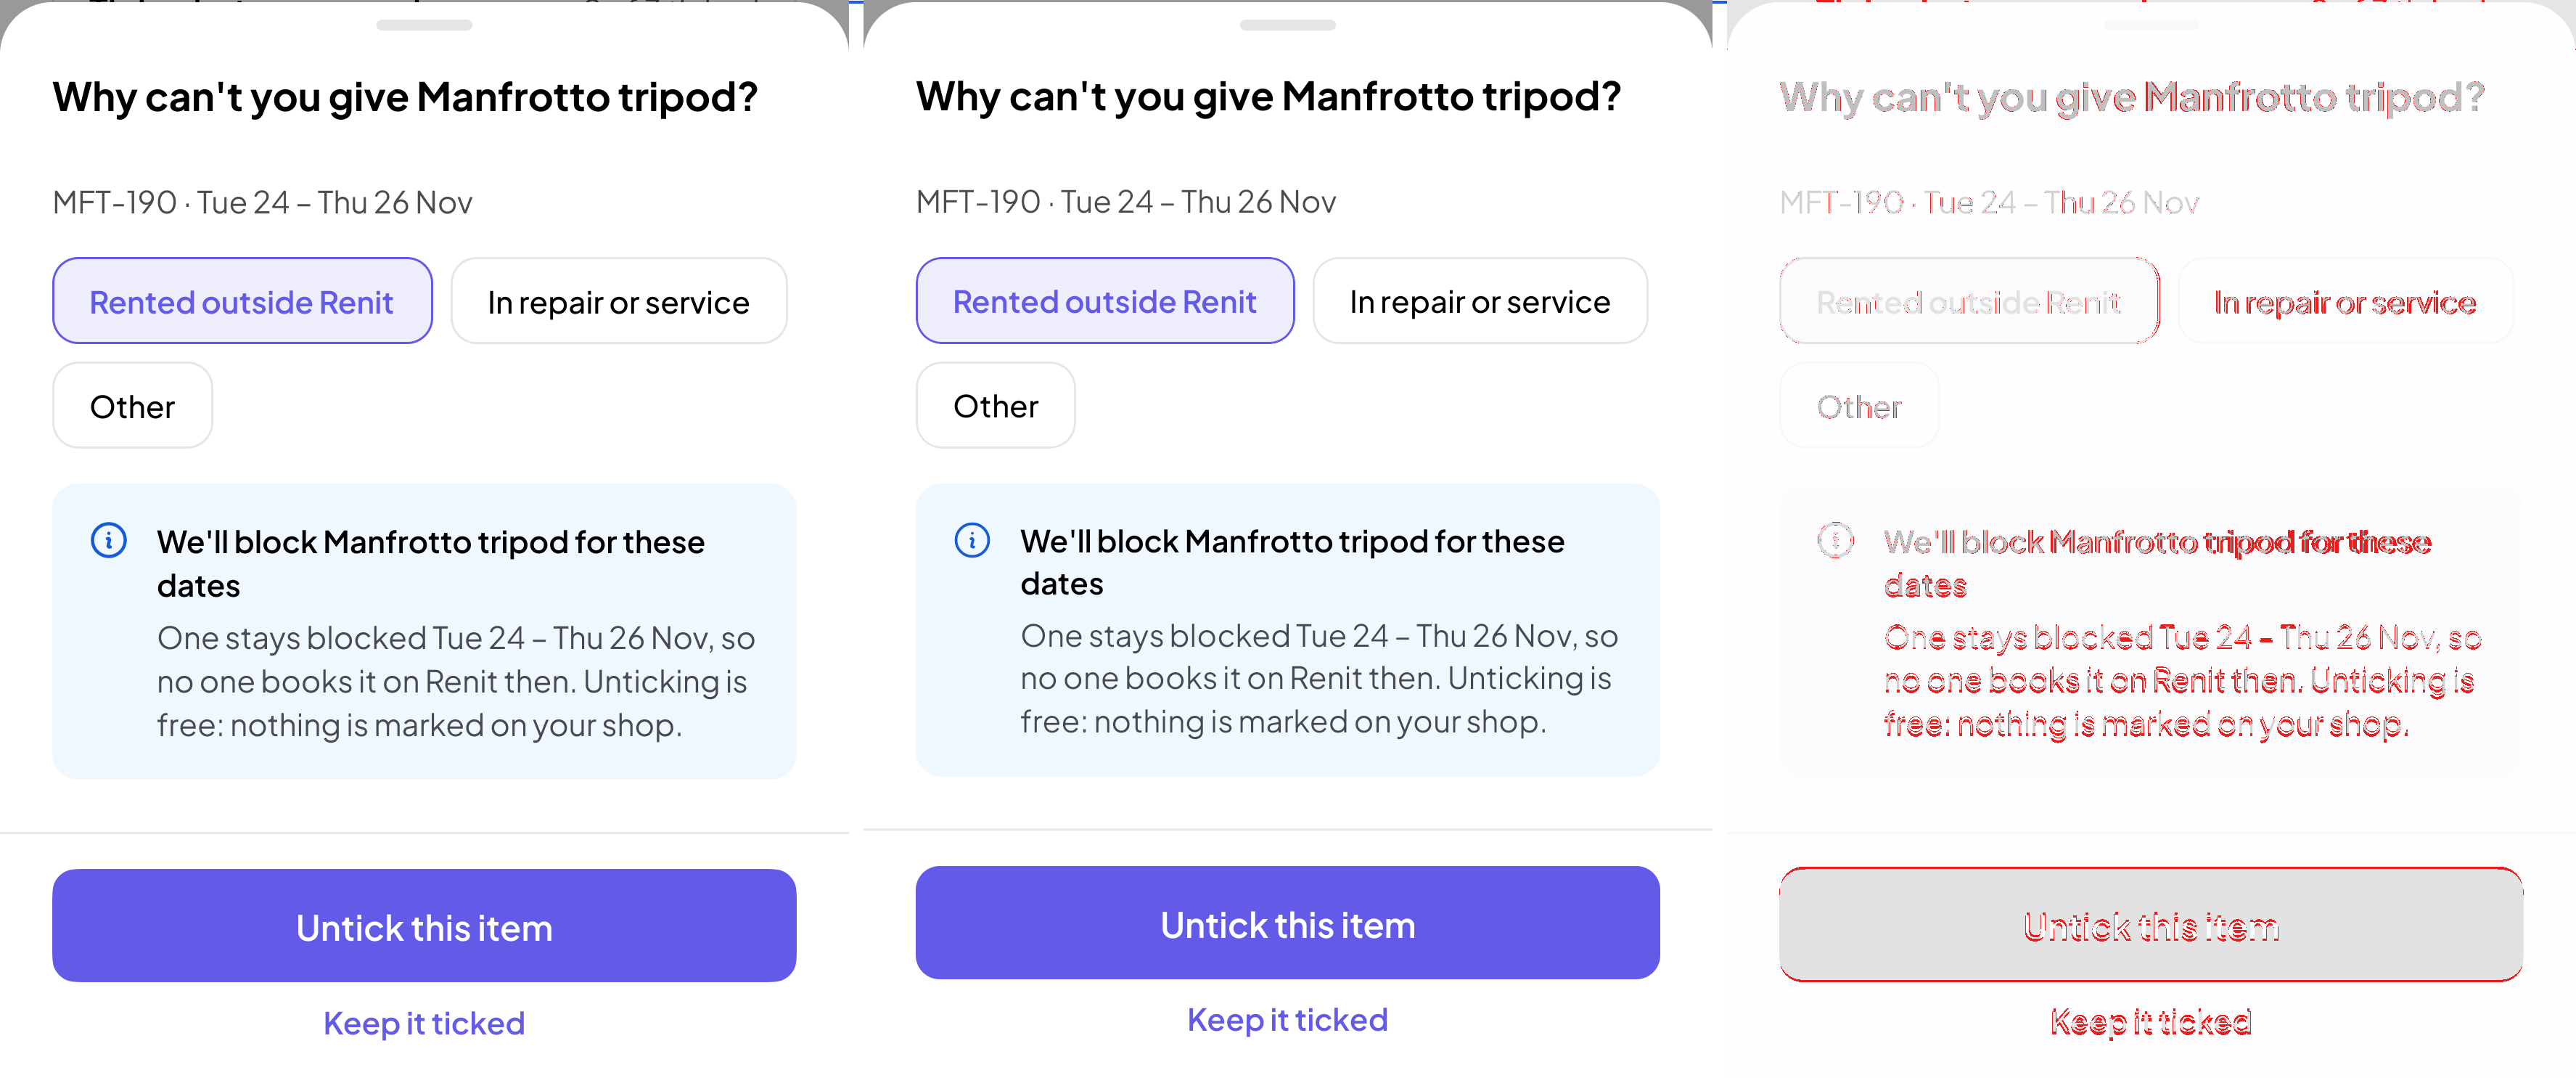 Why can't you give Manfrotto tripod?
MFT-190 · Tue 24 – Thu 26 Nov
Rented outside Renit
In repair or service
Other
We'll block Manfrotto tripod for these
dates
One stays blocked Tue 24 – Thu 26 Nov, so
no one books it on Renit then. Unticking is
free: nothing is marked on your shop.
Untick this item
Keep it ticked
Why can't you give Manfrotto tripod?
MFT-190 · Tue 24 – Thu 26 Nov
Rented outside Renit
In repair or service
Other
We'll block Manfrotto tripod for these
dates
One stays blocked Tue 24 – Thu 26 Nov, so
no one books it on Renit then. Unticking is
free: nothing is marked on your shop.
Untick this item
Keep it ticked
Why can't you give Manfrotto tripod?
MFT-190 · Tue 24 – Thu 26 Nov
Rented outside Renit
In repair or service
Other
We'll block Manfrotto tripod for these
dates
One stays blocked Tue 24 – Thu 26 Nov, so
no one books it on Renit then. Unticking is
free: nothing is marked on your shop.
Untick this item
Keep it ticked